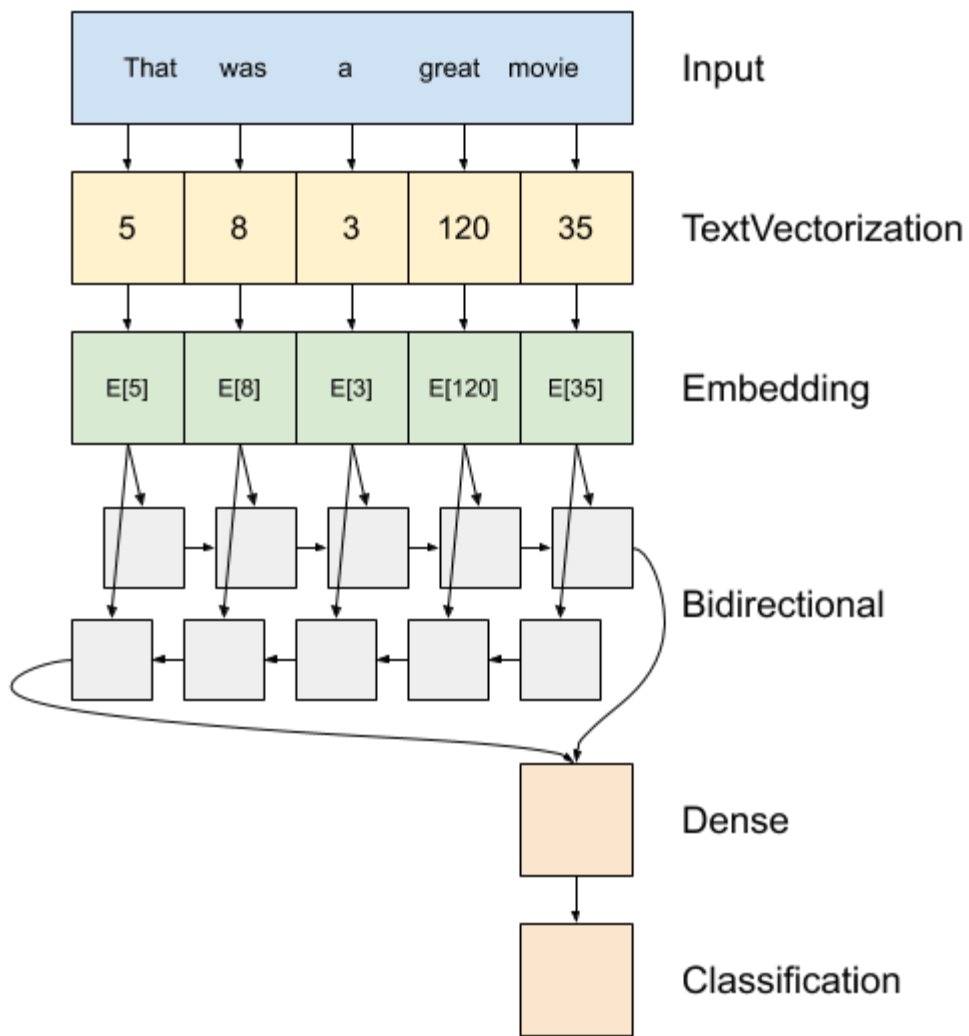 That was a great movie Input
5 8 3 120 35 TextVectorization
E[5] E[8] E[3] E[120] E[35] Embedding
Bidirectional
Dense
Classification